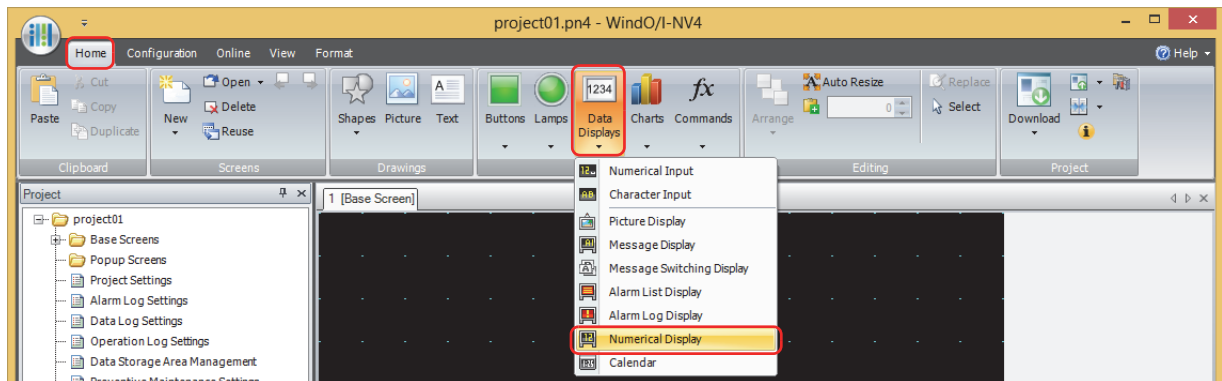 project01.pn4 - WindO/I-NV4
Home Configuration Online View Format Help
Cut
Copy
Duplicate
Paste
Clipboard
New
Open
Delete
Reuse
Screens
Shapes Picture Text
Drawings
Buttons Lamps Data Displays Charts Commands
1234
Arrange
Auto Resize
0
Replace
Select
Editing
Download
Project
Project
project01
Base Screens
Popup Screens
Project Settings
Alarm Log Settings
Data Log Settings
Operation Log Settings
Data Storage Area Management
Preventive Maintenance Settings
1 [Base Screen]
Numerical Input
Character Input
Picture Display
Message Display
Message Switching Display
Alarm List Display
Alarm Log Display
Numerical Display
Calendar